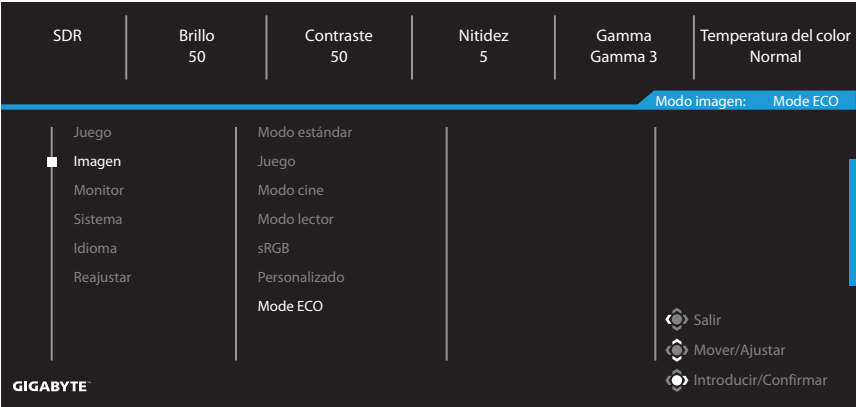 SDR
Brillo
50
Contraste
50
Nitidez
5
Gamma
Gamma 3
Temperatura del color
Normal
Modo imagen: Mode ECO
Juego
Imagen
Monitor
Sistema
Idioma
Reajustar
Modo estándar
Juego
Modo cine
Modo lector
sRGB
Personalizado
Mode ECO
Salir
Mover/Ajustar
Introducir/Confirmar
GIGABYTE™